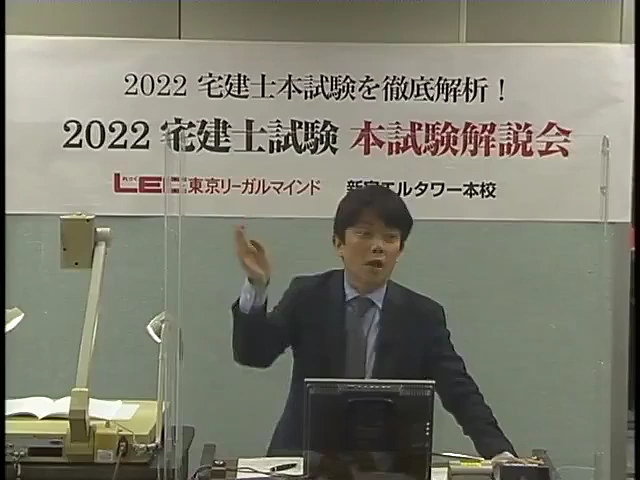 2022 宅建士本試験を徹底解析！
2022 宅建士試験 本試験解説会
LEC東京リーガルマインド 新宿エルタワー本校